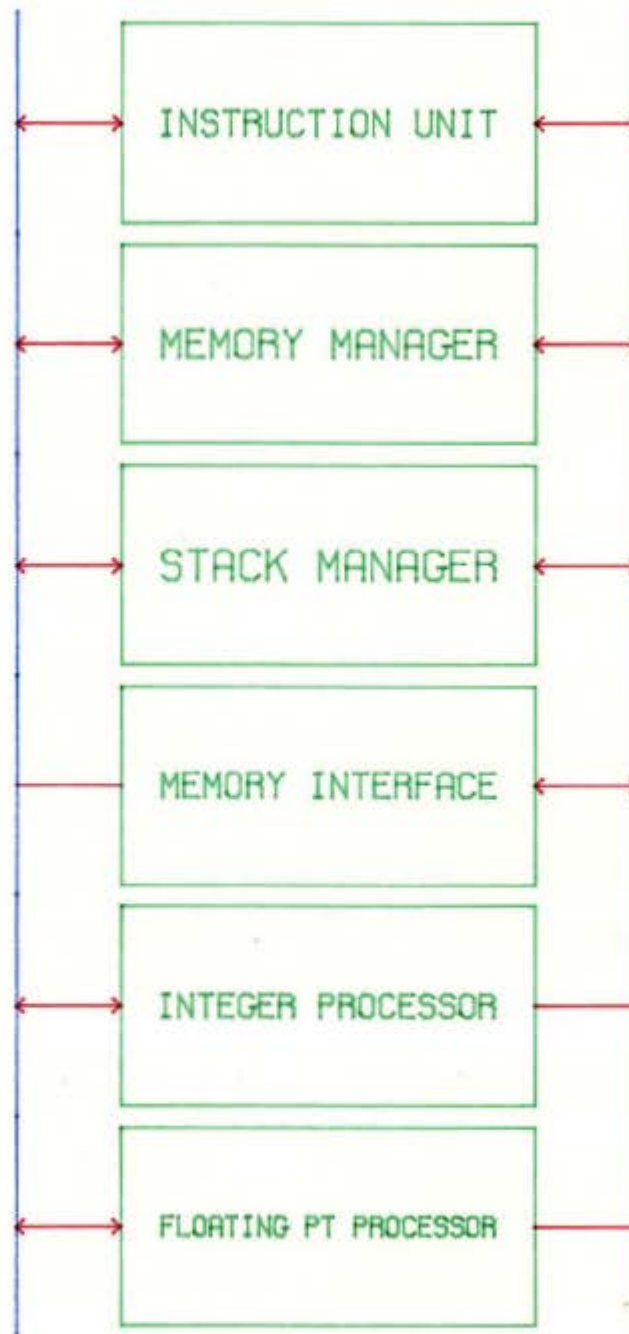 INSTRUCTION UNIT
MEMORY MANAGER
STACK MANAGER
MEMORY INTERFACE
INTEGER PROCESSOR
FLOATING PT PROCESSOR